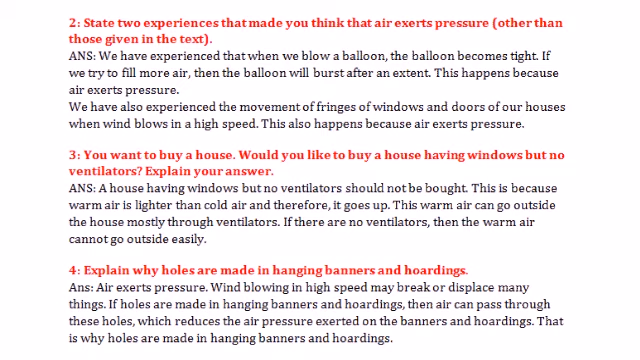 2: State two experiences that made you think that air exerts pressure (other than
those given in the text).
ANS: We have experienced that when we blow a balloon, the balloon becomes tight. If
we try to fill more air, then the balloon will burst after an extent. This happens because
air exerts pressure.
We have also experienced the movement of fringes of windows and doors of our houses
when wind blows in a high speed. This also happens because air exerts pressure.
3: You want to buy a house. Would you like to buy a house having windows but no
ventilators? Explain your answer.
ANS: A house having windows but no ventilators should not be bought. This is because
warm air is lighter than cold air and therefore, it goes up. This warm air can go outside
the house mostly through ventilators. If there are no ventilators, then the warm air
cannot go outside easily.
4: Explain why holes are made in hanging banners and hoardings.
Ans: Air exerts pressure. Wind blowing in high speed may break or displace many
things. If holes are made in hanging banners and hoardings, then air can pass through
these holes, which reduces the air pressure exerted on the banners and hoardings. That
is why holes are made in hanging banners and hoardings.